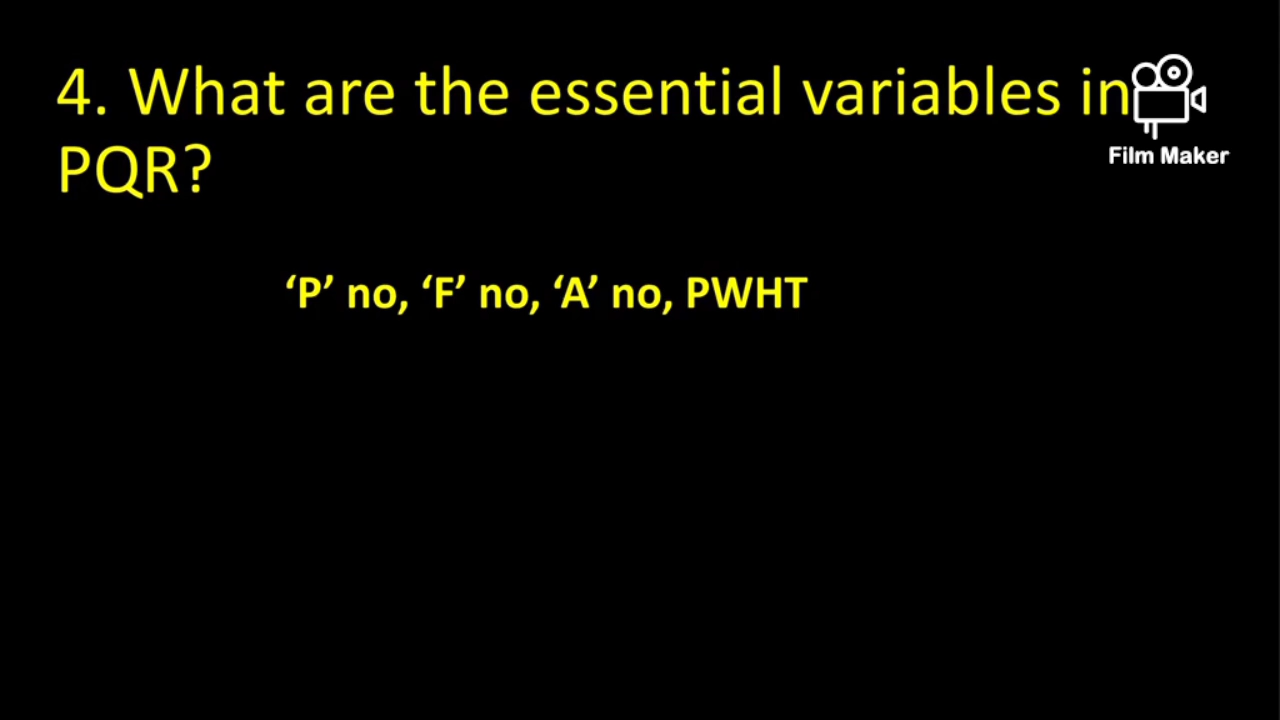 4. What are the essential variables in
PQR?
Film Maker
‘P’ no, ‘F’ no, ‘A’ no, PWHT